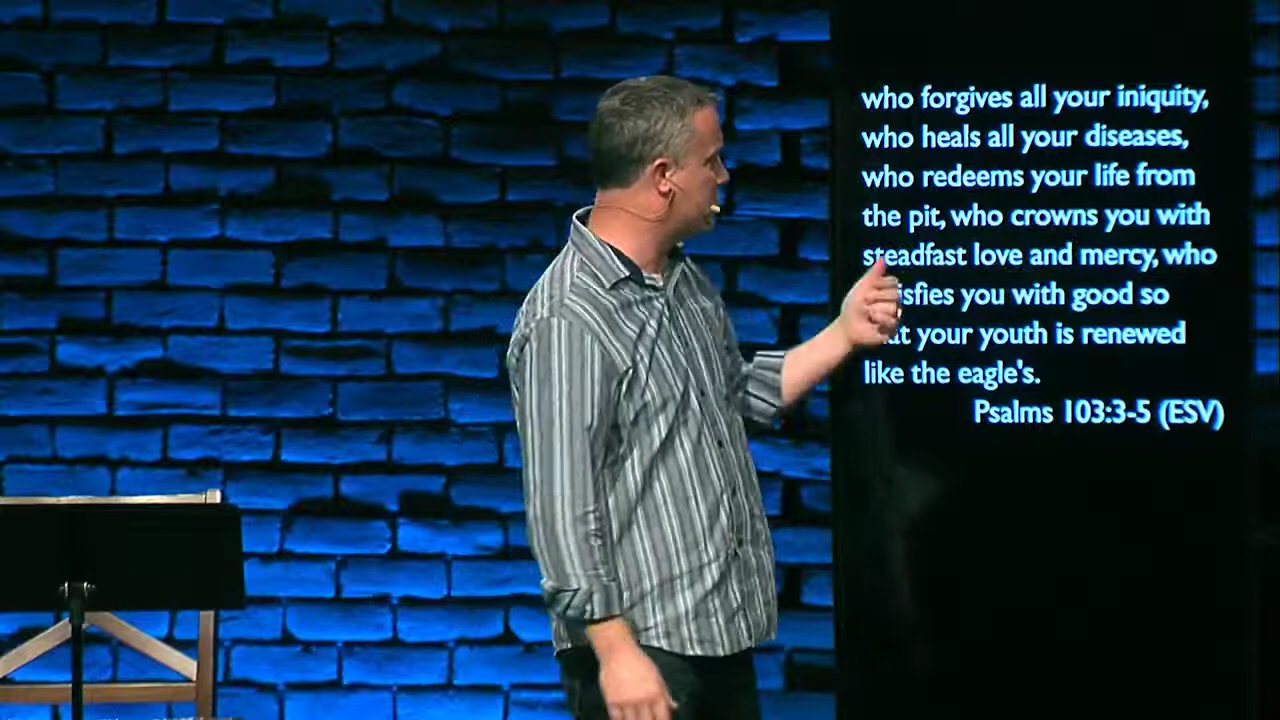 who forgives all your iniquity,
who heals all your diseases,
who redeems your life from
the pit, who crowns you with
steadfast love and mercy, who
isfies you with good so
at your youth is renewed
like the eagle's.
Psalms 103:3-5 (ESV)